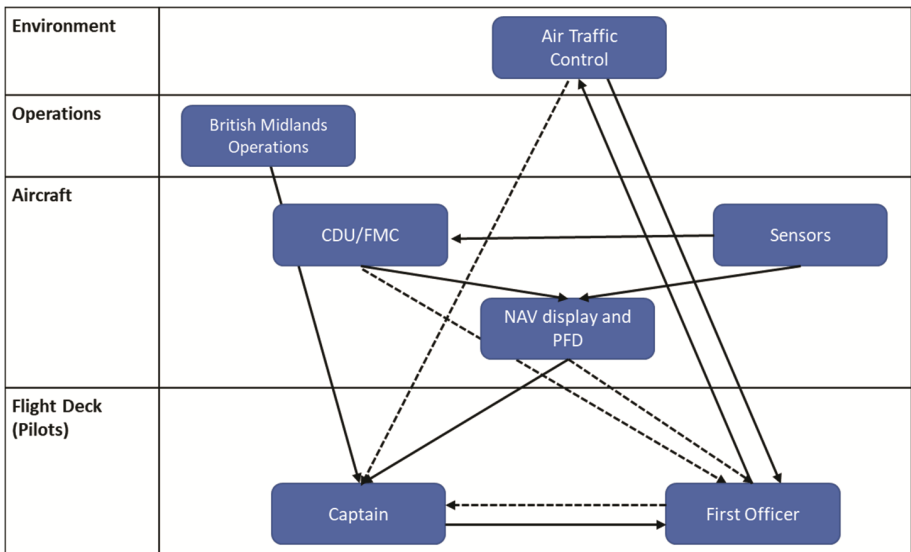 Environment
Air Traffic
Control
Operations
British Midlands
Operations
Aircraft
CDU/FMC
Sensors
NAV display and
PFD
Flight Deck
(Pilots)
Captain
First Officer